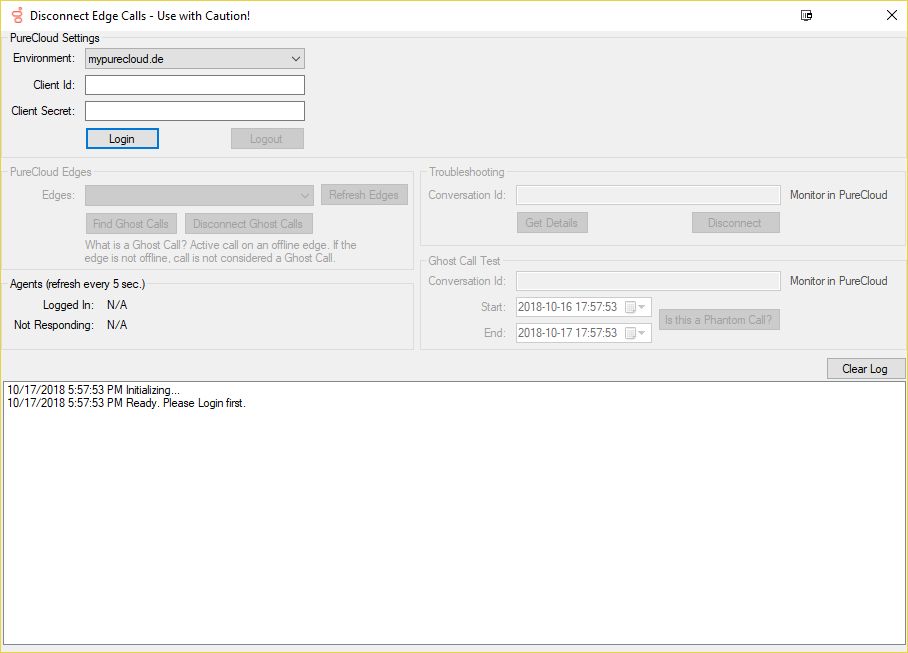 Disconnect Edge Calls - Use with Caution!
PureCloud Settings
Environment: mypurecloud.de
Client Id:
Client Secret:
Login Logout
PureCloud Edges
Edges: Refresh Edges
Find Ghost Calls Disconnect Ghost Calls
What is a Ghost Call? Active call on an offline edge. If the
edge is not offline, call is not considered a Ghost Call.
Agents (refresh every 5 sec.)
Logged In: N/A
Not Responding: N/A
Troubleshooting
Conversation Id: Monitor in PureCloud
Get Details Disconnect
Ghost Call Test
Conversation Id: Monitor in PureCloud
Start: 2018-10-16 17:57:53
End: 2018-10-17 17:57:53
Is this a Phantom Call?
Clear Log
10/17/2018 5:57:53 PM Initializing...
10/17/2018 5:57:53 PM Ready. Please Login first.